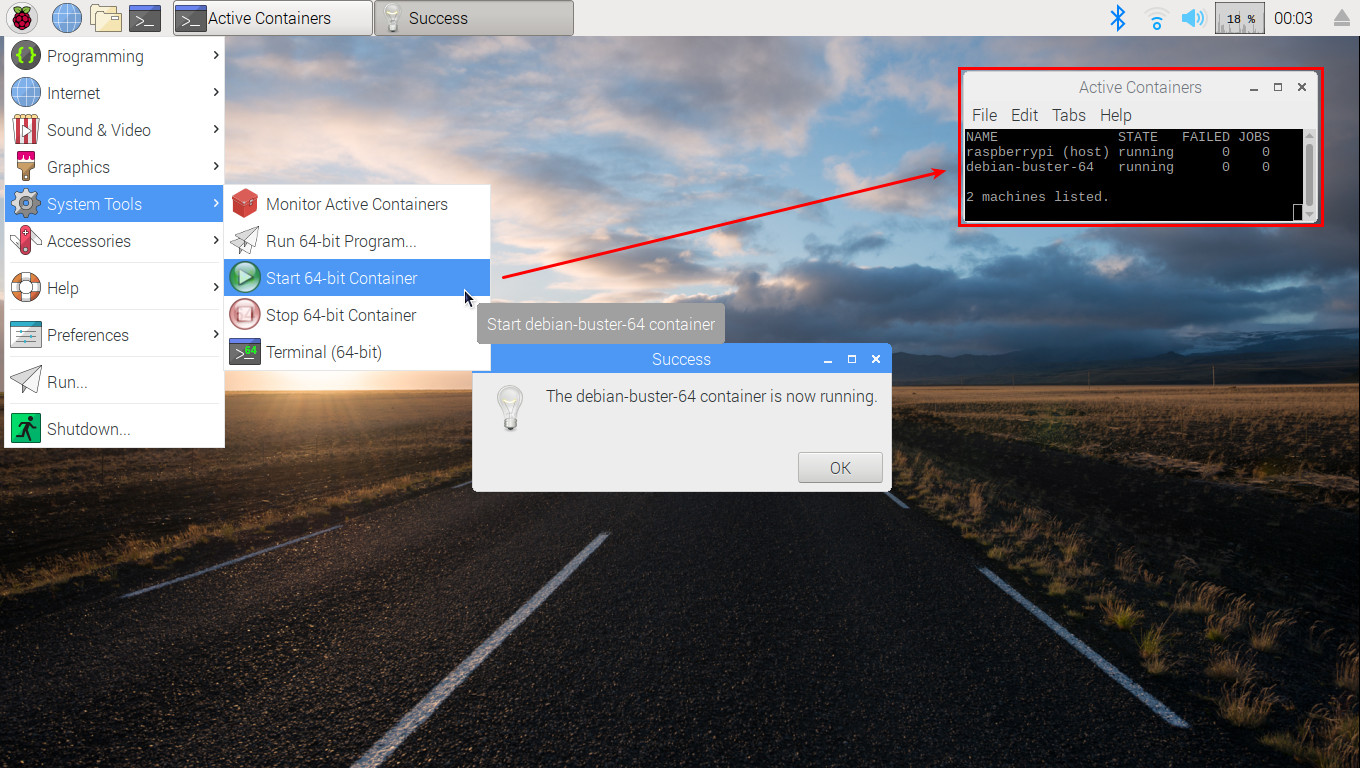 Active Containers
Success
18 %
00:03
Programming
Internet
Sound & Video
Graphics
System Tools
Accessories
Help
Preferences
Run...
Shutdown...
Monitor Active Containers
Run 64-bit Program...
Start 64-bit Container
Stop 64-bit Container
64
Terminal (64-bit)
Start debian-buster-64 container
Success
The debian-buster-64 container is now running.
OK
Active Containers
File Edit Tabs Help
NAME STATE FAILED JOBS
raspberrypi (host) running 0 0
debian-buster-64 running 0 0
2 machines listed.